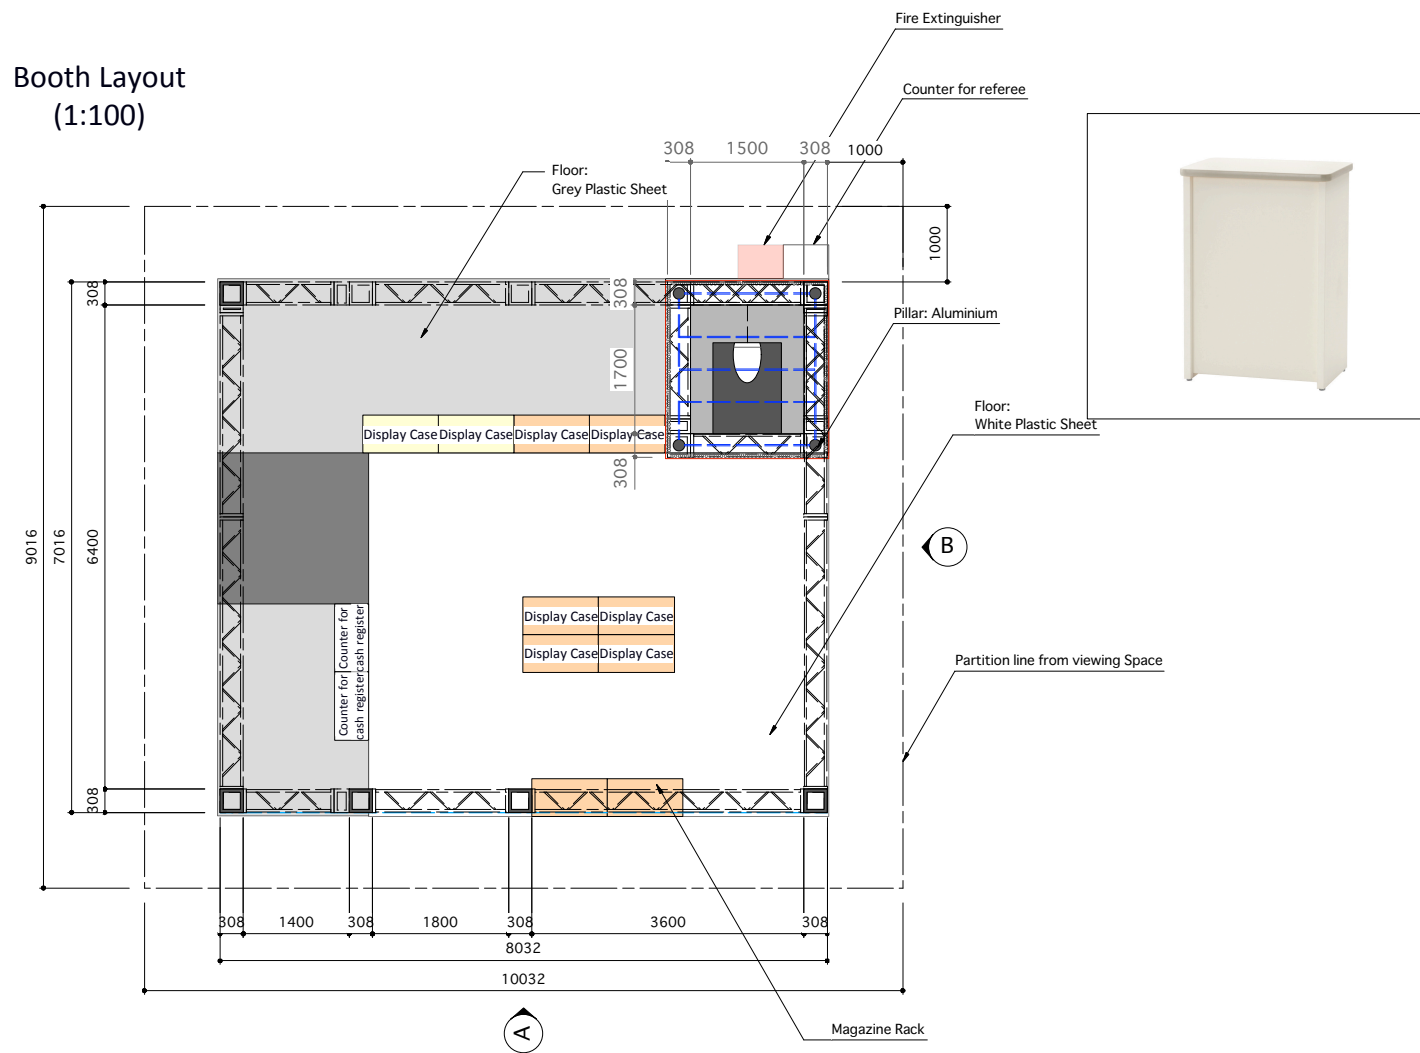 Fire Extinguisher
Booth Layout
(1:100)
Counter for referee
308 1500 308 1000
Floor:
Grey Plastic Sheet
1000
308
308
Pillar: Aluminium
1700
Floor:
White Plastic Sheet
Display Case Display Case Display Case Display Case
308
9016
7016
6400
B
Counter for
cash register
Display Case Display Case
Display Case Display Case
Counter for
cash register
Partition line from viewing Space
308
308 1400 308 1800 308 3600 308
8032
10032
A
Magazine Rack